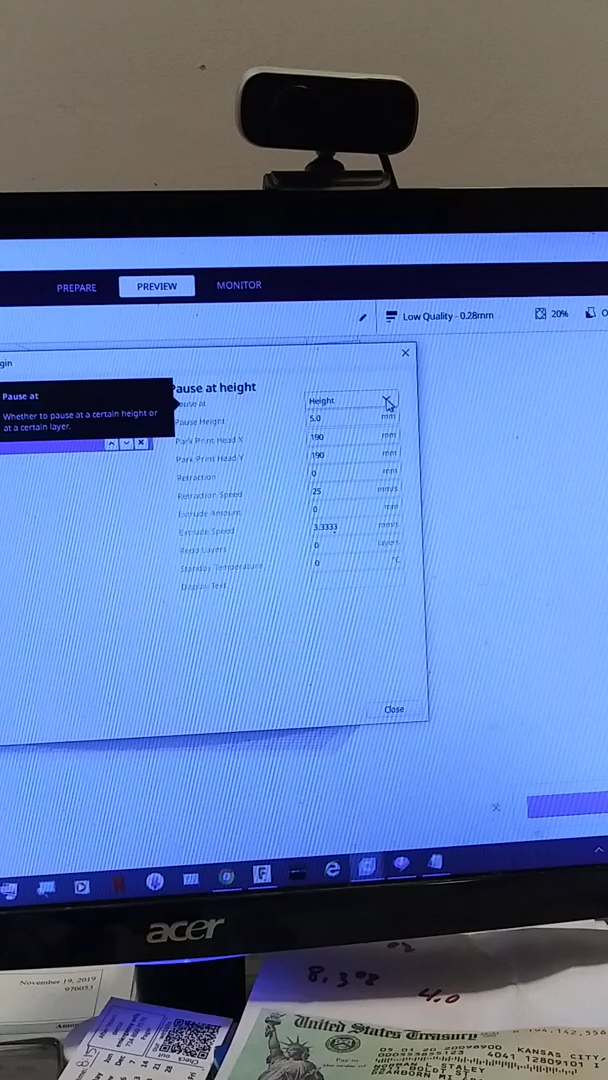 PREPARE
PREVIEW
MONITOR
Low Quality - 0.28mm
20%
Pause at
Whether to pause at a certain height or
at a certain layer.
Pause at height
Height
Pause Height
5.0
mm
Park Print Head X
190
mm
Park Print Head Y
190
mm
Retraction
0
mm
Retraction Speed
25
mm/s
Extrude Amount
0
mm
Extrude Speed
3.3333
mm/s
Redo Layers
0
layers
Standby Temperature
0
°C
Display Text
Close
acer
November 19, 2019
970053
8.308
4.0
United States Treasury
KANSAS CITY,
4041 12809101 I